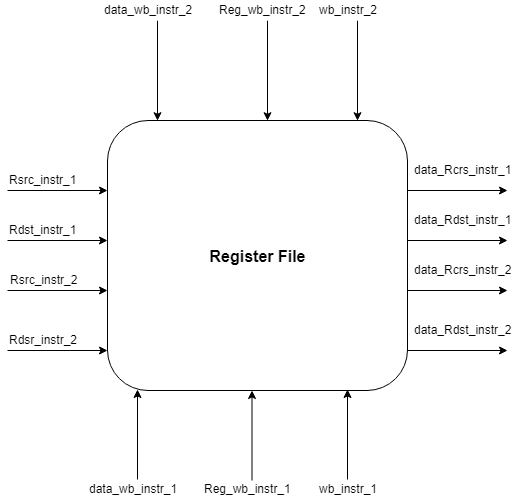 data_wb_instr_2 Reg_wb_instr_2 wb_instr_2
Rsrc_instr_1 data_Rcrs_instr_1
Rdst_instr_1 data_Rdst_instr_1
Register File
Rsrc_instr_2 data_Rcrs_instr_2
Rdsr_instr_2 data_Rdst_instr_2
data_wb_instr_1 Reg_wb_instr_1 wb_instr_1